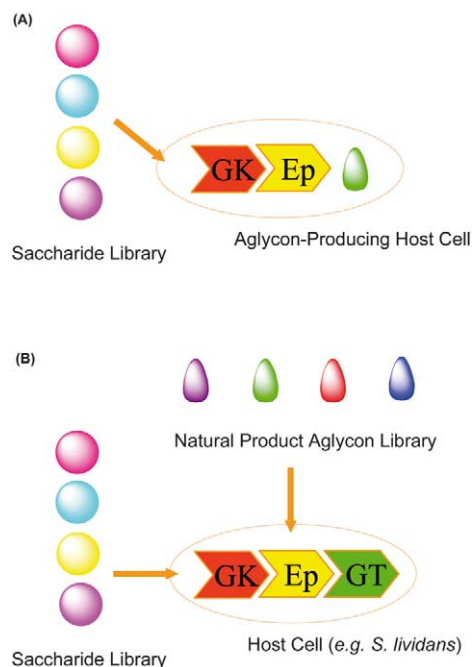 (A)
GK Ep
Saccharide Library
Aglycon-Producing Host Cell
(B)
Natural Product Aglycon Library
GK Ep GT
Host Cell (e.g. S. lividans)
Saccharide Library